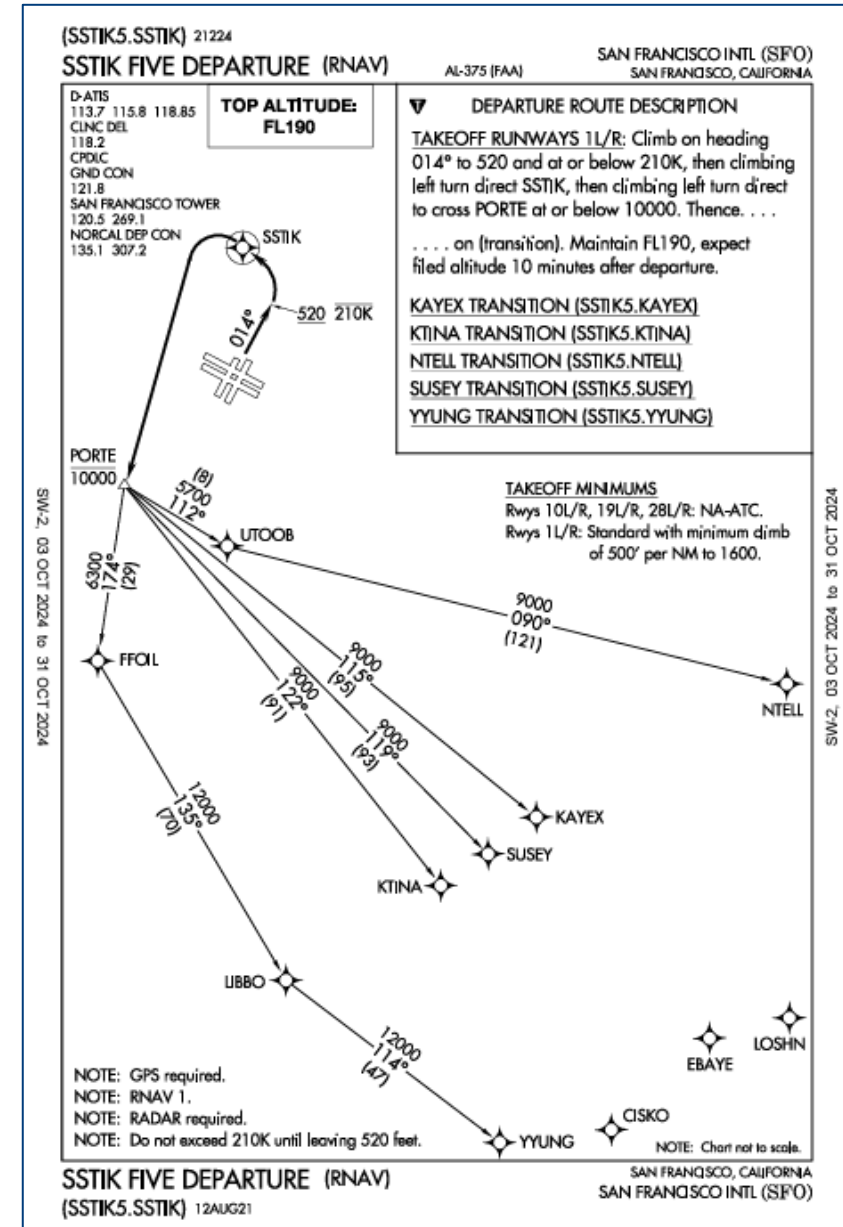 (SSTIK5.SSTIK) 21224
SSTIK FIVE DEPARTURE (RNAV)
AL-375 (FAA)
SAN FRANCISCO INTL (SFO)
SAN FRANCISCO, CALIFORNIA
D-ATIS
113.7 115.8 118.85
CLNC DEL
118.2
CPDLC
GND CON
121.8
SAN FRANCISCO TOWER
120.5 269.1
NORCAL DEP CON
135.1 307.2
TOP ALTITUDE:
FL190
▼ DEPARTURE ROUTE DESCRIPTION
TAKEOFF RUNWAYS 1L/R: Climb on heading
014° to 520 and at or below 210K, then climbing
left turn direct SSTIK, then climbing left turn direct
to cross PORTE at or below 10000. Thence. . . .
. . . . on (transition). Maintain FL190, expect
filed altitude 10 minutes after departure.
KAYEX TRANSITION (SSTIK5.KAYEX)
KTINA TRANSITION (SSTIK5.KTINA)
NTELL TRANSITION (SSTIK5.NTELL)
SUSEY TRANSITION (SSTIK5.SUSEY)
YYUNG TRANSITION (SSTIK5.YYUNG)
SSTIK
520 210K
014°
PORTE
10000
TAKEOFF MINIMUMS
Rwys 10L/R, 19L/R, 28L/R: NA-ATC.
Rwys 1L/R: Standard with minimum climb
of 500' per NM to 1600.
(8)
5700
112°
UTOOB
6300
174°
(29)
FFOIL
9000
090°
(121)
NTELL
9000
115°
(95)
9000
122°
(91)
9000
119°
(93)
KAYEX
SUSEY
KTINA
12000
135°
(70)
LIBBO
12000
114°
(47)
LOSHN
EBAYE
CISKO
YYUNG
NOTE: GPS required.
NOTE: RNAV 1.
NOTE: RADAR required.
NOTE: Do not exceed 210K until leaving 520 feet.
NOTE: Chart not to scale.
SW-2, 03 OCT 2024 to 31 OCT 2024
SW-2, 03 OCT 2024 to 31 OCT 2024
SSTIK FIVE DEPARTURE (RNAV)
(SSTIK5.SSTIK) 12AUG21
SAN FRANCISCO, CALIFORNIA
SAN FRANCISCO INTL (SFO)